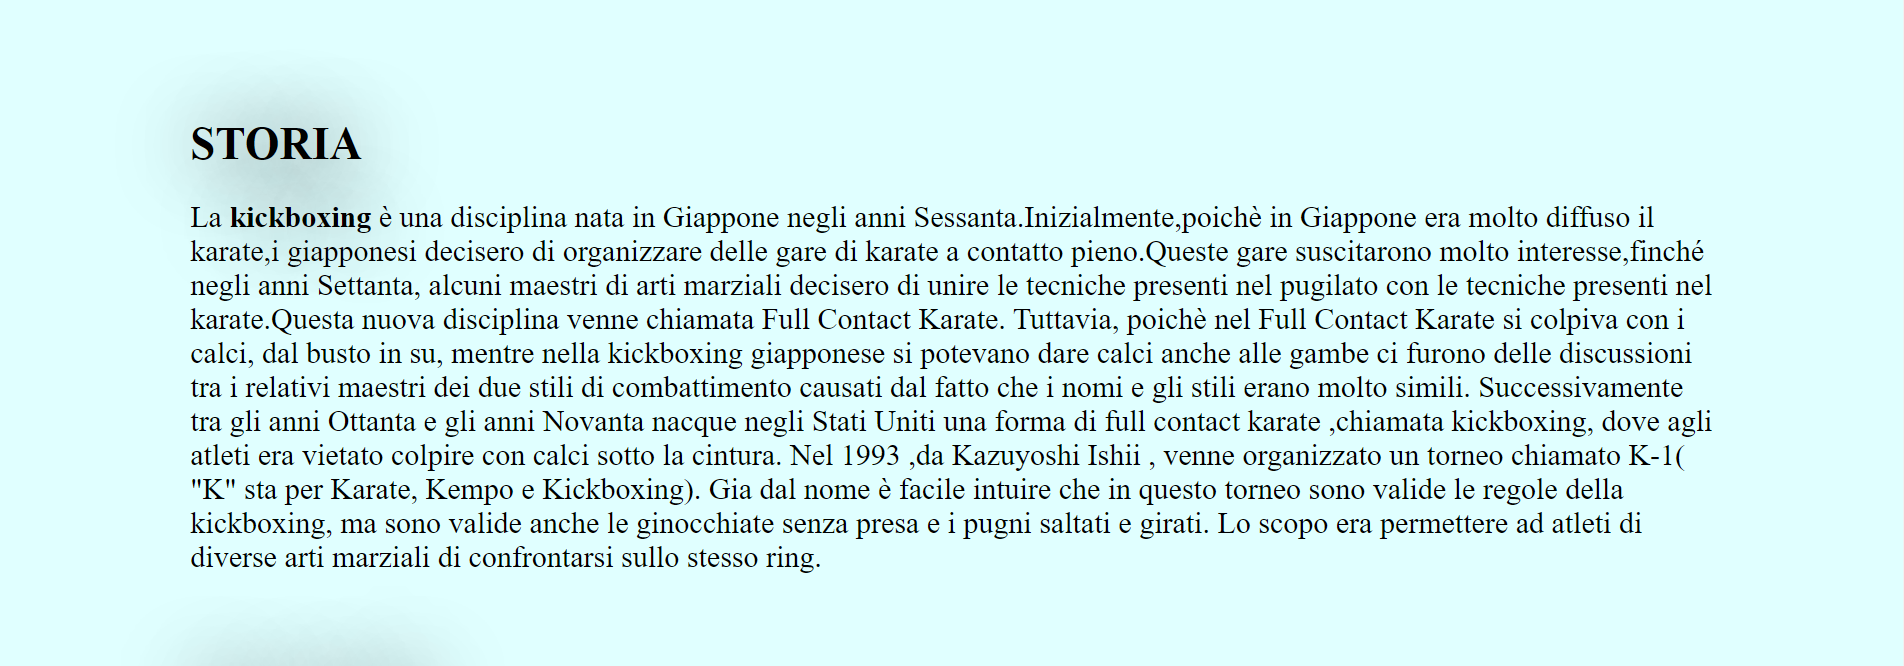 STORIA
La kickboxing è una disciplina nata in Giappone negli anni Sessanta.Inizialmente,poichè in Giappone era molto diffuso il
karate,i giapponesi decisero di organizzare delle gare di karate a contatto pieno.Queste gare suscitarono molto interesse,finché
negli anni Settanta, alcuni maestri di arti marziali decisero di unire le tecniche presenti nel pugilato con le tecniche presenti nel
karate.Questa nuova disciplina venne chiamata Full Contact Karate. Tuttavia, poichè nel Full Contact Karate si colpiva con i
calci, dal busto in su, mentre nella kickboxing giapponese si potevano dare calci anche alle gambe ci furono delle discussioni
tra i relativi maestri dei due stili di combattimento causati dal fatto che i nomi e gli stili erano molto simili. Successivamente
tra gli anni Ottanta e gli anni Novanta nacque negli Stati Uniti una forma di full contact karate ,chiamata kickboxing, dove agli
atleti era vietato colpire con calci sotto la cintura. Nel 1993 ,da Kazuyoshi Ishii , venne organizzato un torneo chiamato K-1(
"K" sta per Karate, Kempo e Kickboxing). Gia dal nome è facile intuire che in questo torneo sono valide le regole della
kickboxing, ma sono valide anche le ginocchiate senza presa e i pugni saltati e girati. Lo scopo era permettere ad atleti di
diverse arti marziali di confrontarsi sullo stesso ring.